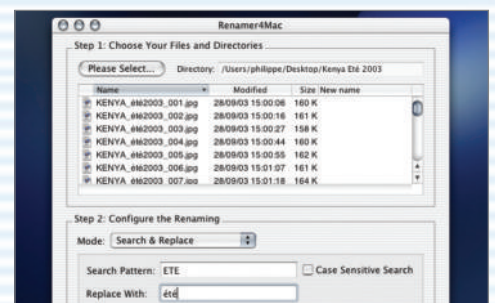 Renamer4Mac
Step 1: Choose Your Files and Directories
Please Select... Directory: /Users/philippe/Desktop/Kenya Eté 2003
Name Modified Size New name
KENYA_été2003_001.jpg 28/09/03 15:00:06 160 K
KENYA_été2003_002.jpg 28/09/03 15:00:16 161 K
KENYA_été2003_003.jpg 28/09/03 15:00:27 158 K
KENYA_été2003_004.jpg 28/09/03 15:00:44 160 K
KENYA_été2003_005.jpg 28/09/03 15:00:55 162 K
KENYA_été2003_006.jpg 28/09/03 15:01:07 161 K
KENYA_été2003_007.jpg 28/09/03 15:01:18 164 K
Step 2: Configure the Renaming
Mode: Search & Replace
Search Pattern: ETE Case Sensitive Search
Replace With: été